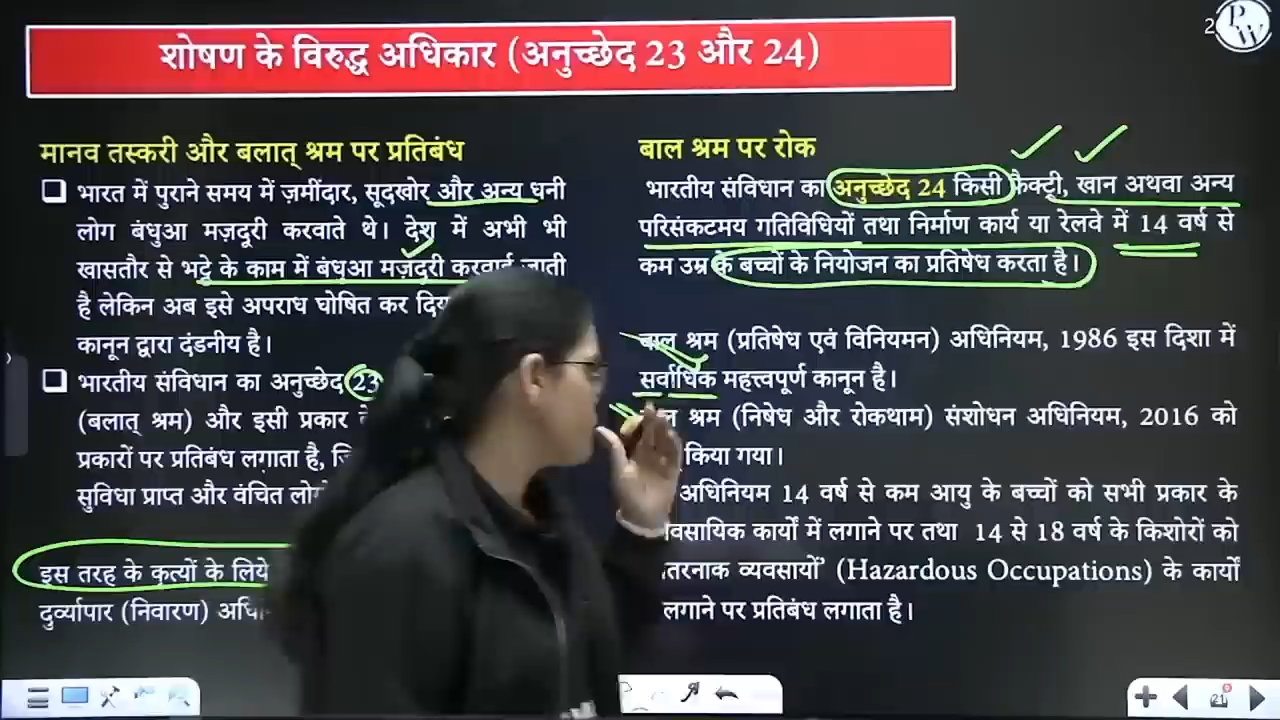 शोषण के विरुद्ध अधिकार (अनुच्छेद 23 और 24)
2
PW
मानव तस्करी और बलात् श्रम पर प्रतिबंध
भारत में पुराने समय में ज़मींदार, सूदखोर और अन्य धनी
लोग बंधुआ मज़दूरी करवाते थे। देश में अभी भी
खासतौर से भट्ठे के काम में बंधुआ मज़दूरी करवाई जाती
है लेकिन अब इसे अपराध घोषित कर
कानून द्वारा दंडनीय है।
भारतीय संविधान का अनुच्छेद 23
(बलात् श्रम) और इसी प्रकार
प्रकारों पर प्रतिबंध लगाता है,
सुविधा प्राप्त और वंचित
इस तरह के कृत्यों के लिये
दुर्व्यापार (निवारण)
बाल श्रम पर रोक
भारतीय संविधान का अनुच्छेद 24 किसी फैक्ट्री, खान अथवा अन्य
परिसंकटमय गतिविधियों तथा निर्माण कार्य या रेलवे में 14 वर्ष से
कम उम्र के बच्चों के नियोजन का प्रतिषेध करता है।
बाल श्रम (प्रतिषेध एवं विनियमन) अधिनियम, 1986 इस दिशा में
सर्वाधिक महत्त्वपूर्ण कानून है।
श्रम (निषेध और रोकथाम) संशोधन अधिनियम, 2016 को
किया गया।
अधिनियम 14 वर्ष से कम आयु के बच्चों को सभी प्रकार के
कार्यों में लगाने पर तथा 14 से 18 वर्ष के किशोरों को
व्यवसायों’ (Hazardous Occupations) के कार्यों
लगाने पर प्रतिबंध लगाता है।
21